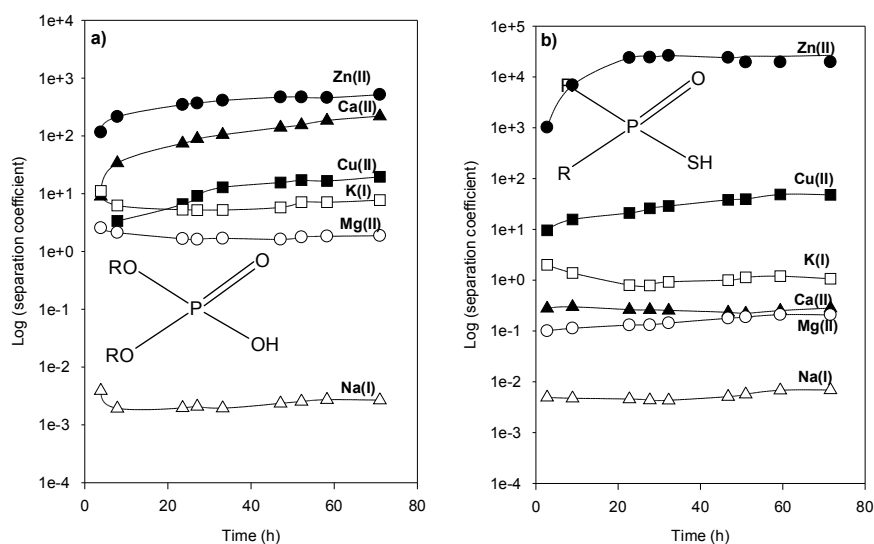 a)
Log (separation coefficient)
1e+4
1e+3
1e+2
1e+1
1e+0
1e-1
1e-2
1e-3
1e-4
Zn(II)
Ca(II)
Cu(II)
K(I)
Mg(II)
RO
O
P
RO
OH
Na(I)
0
20
40
60
80
Time (h)
b)
Log (separation coefficient)
1e+5
1e+4
1e+3
1e+2
1e+1
1e+0
1e-1
1e-2
1e-3
1e-4
Zn(II)
R
O
P
R
SH
Cu(II)
K(I)
Ca(II)
Mg(II)
Na(I)
0
20
40
60
80
Time (h)